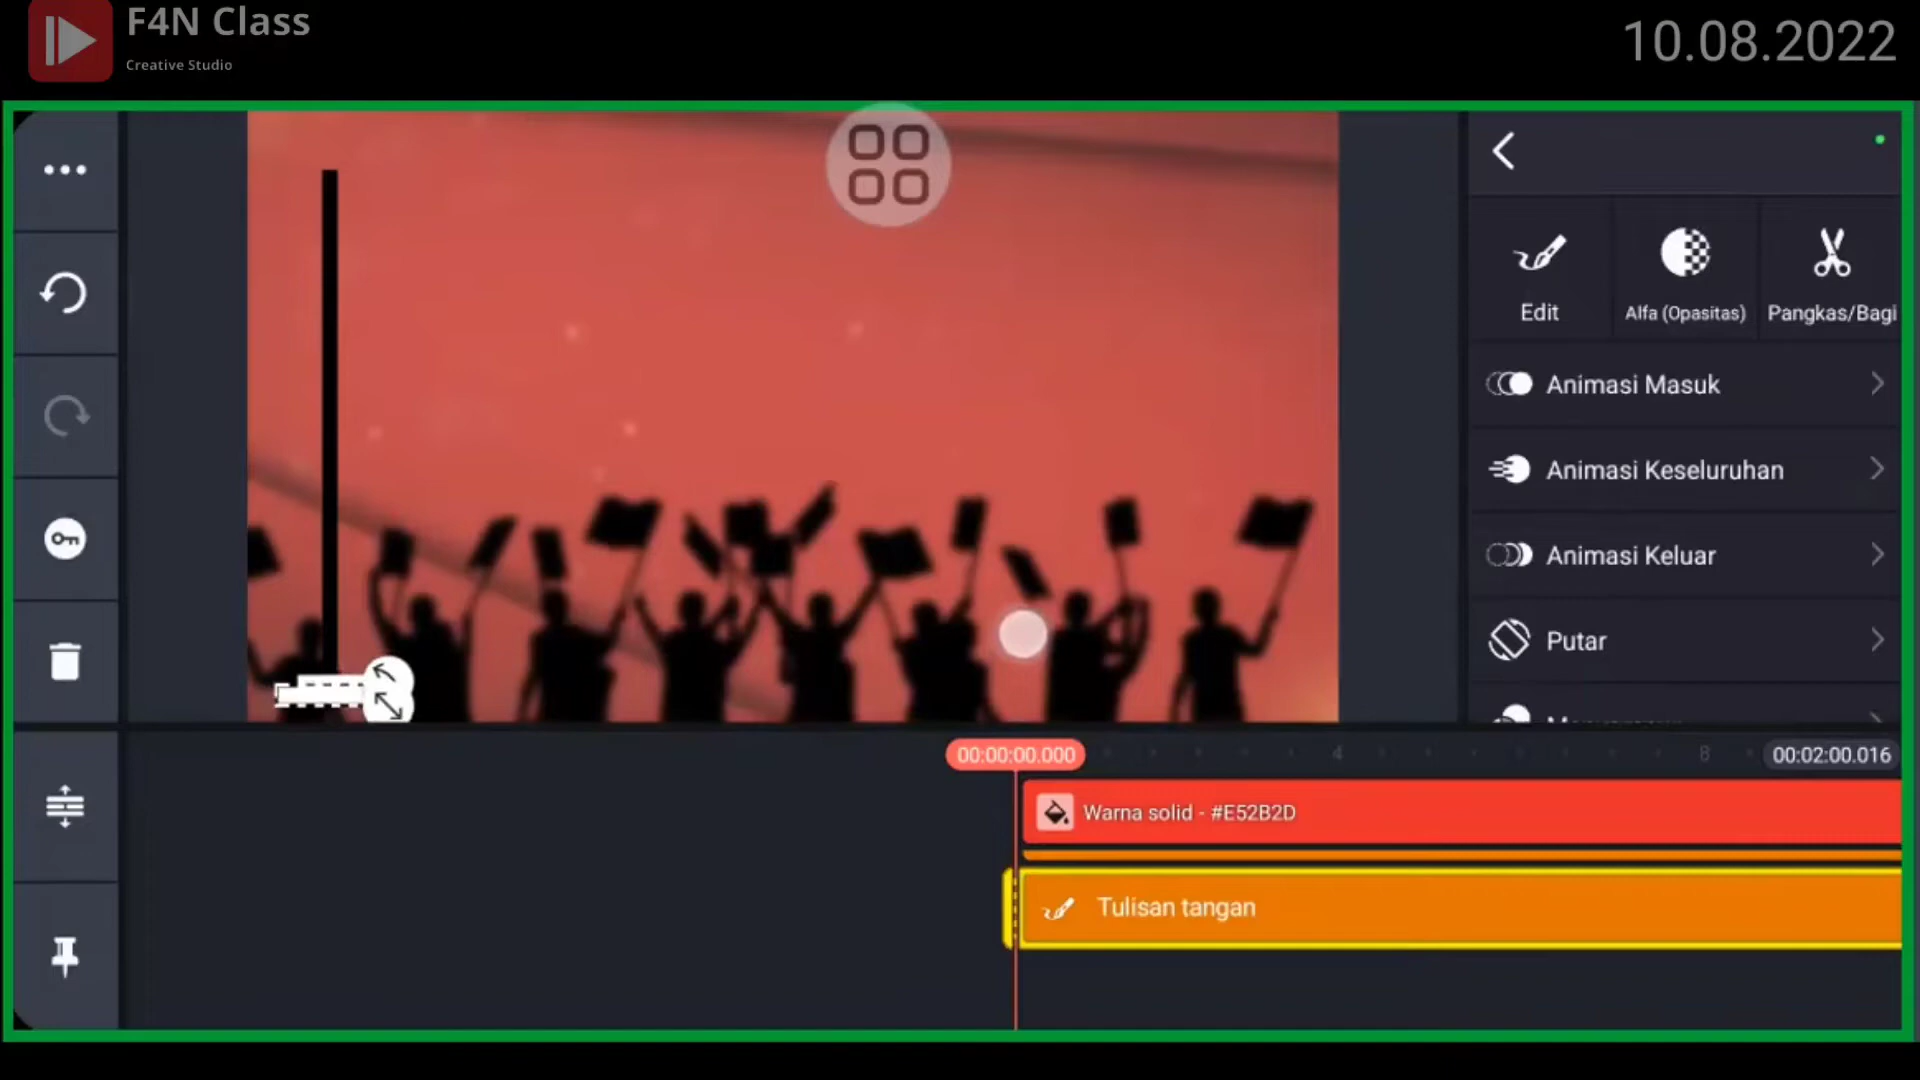 F4N Class
Creative Studio
10.08.2022
Edit
Alfa (Opasitas)
Pangkas/Bagi
Animasi Masuk
Animasi Keseluruhan
Animasi Keluar
Putar
00:00:00.000
4
8
00:02:00.016
Warna solid - #E52B2D
Tulisan tangan